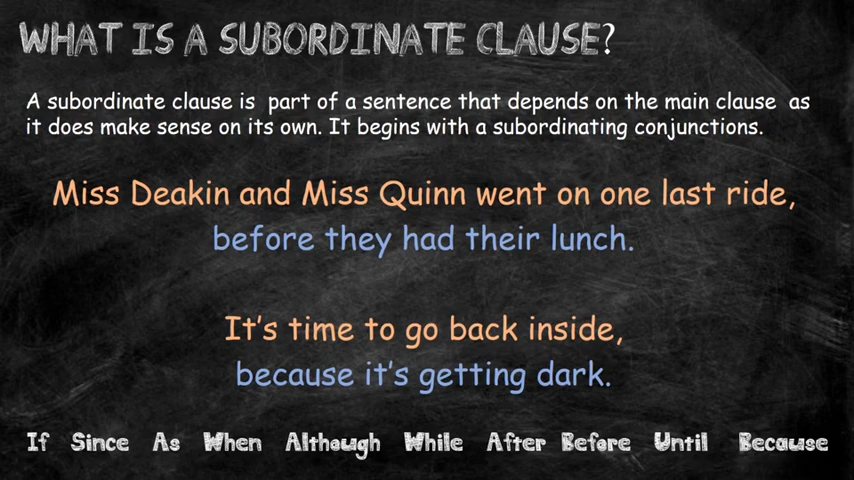 WHAT IS A SUBORDINATE CLAUSE?
A subordinate clause is part of a sentence that depends on the main clause as
it does make sense on its own. It begins with a subordinating conjunctions.
Miss Deakin and Miss Quinn went on one last ride,
before they had their lunch.
It's time to go back inside,
because it's getting dark.
If Since As When Although While After Before Until Because